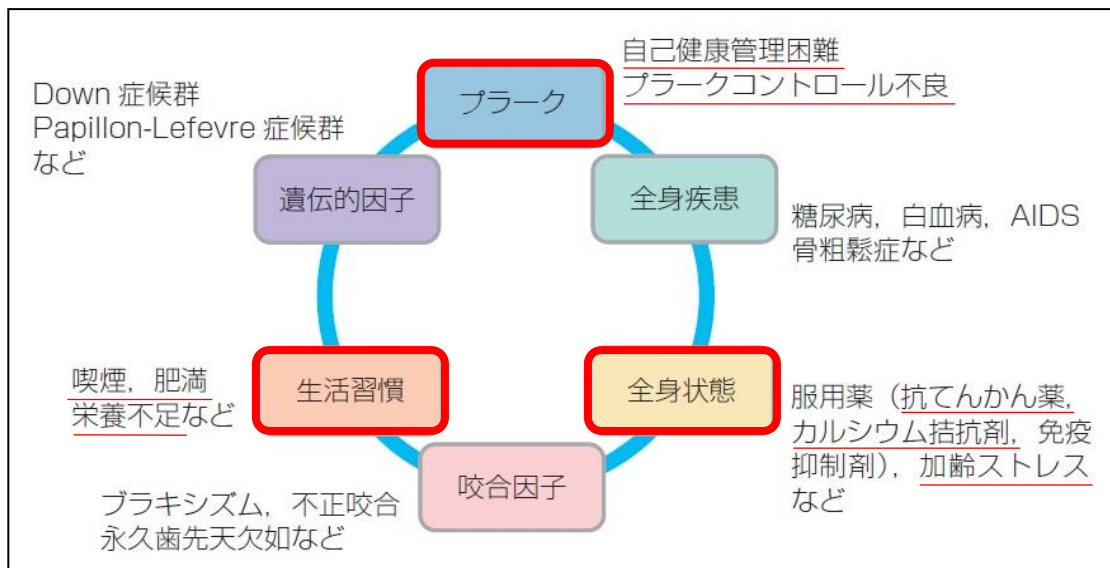 自己健康管理困難
プラークコントロール不良
プラーク
Down 症候群
Papillon-Lefevre 症候群
など
遺伝的因子
全身疾患
糖尿病，白血病，AIDS
骨粗鬆症など
喫煙，肥満
栄養不足など
生活習慣
全身状態
服用薬（抗てんかん薬，
カルシウム拮抗剤，免疫
抑制剤），加齢ストレス
など
咬合因子
ブラキシズム，不正咬合
永久歯先天欠如など